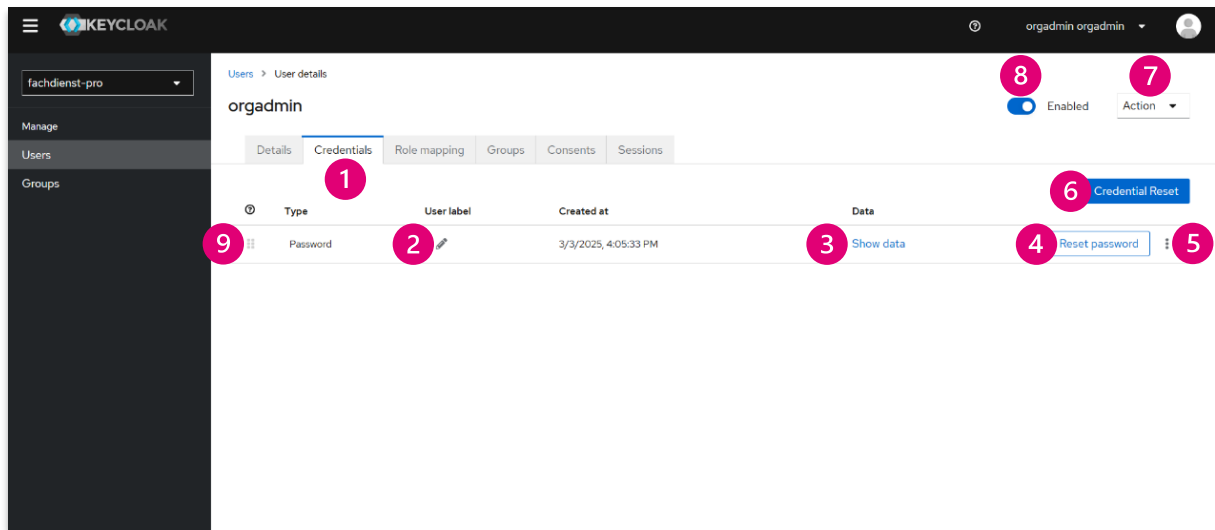 KEYCLOAK
orgadmin orgadmin
fachdienst-pro
Users > User details
8
7
orgadmin
Enabled
Action
Manage
Users
Groups
Details Credentials Role mapping Groups Consents Sessions
1
6 Credential Reset
Type User label Created at Data
9 Password 2 3/3/2025, 4:05:33 PM 3 Show data 4 Reset password 5